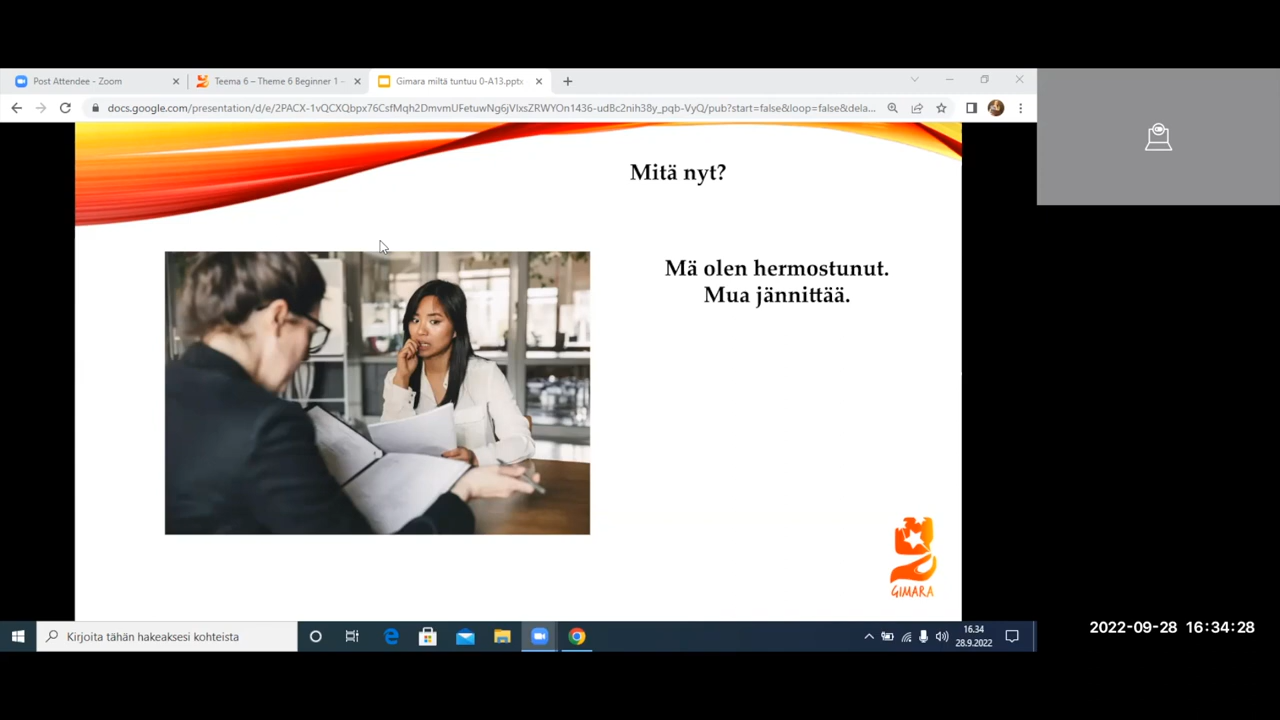 Post Attendee - Zoom
Teema 6 – Theme 6 Beginner 1 -
Gimara miltä tuntuu 0-A13.pptx
docs.google.com/presentation/d/e/2PACX-1vQCXQbpx76CsfMqh2DmvmUFetuwNg6jVlxsZRWYOn1436-udBc2nih38y_pqb-VyQ/pub?start=false&loop=false&dela...
Mitä nyt?
Mä olen hermostunut.
Mua jännittää.
GIMARA
Kirjoita tähän hakeaksesi kohteista
16.34
28.9.2022
2022-09-28 16:34:28